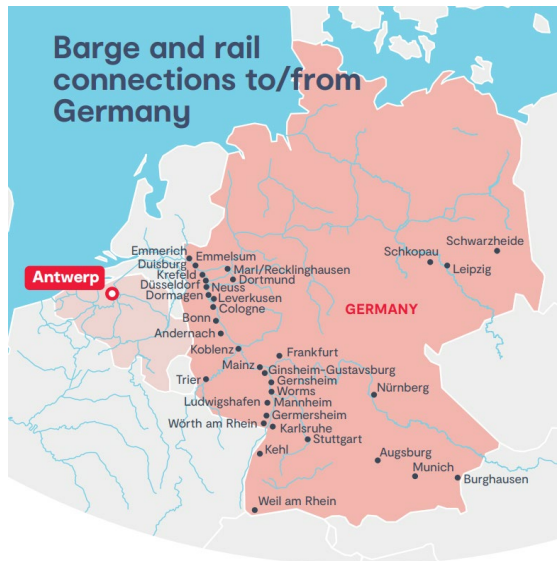 Barge and rail
connections to/from
Germany
Emmerich
Emmelsum
Duisburg
Marl/Recklinghausen
Krefeld
Dortmund
Düsseldorf
Neuss
Dormagen
Leverkusen
Cologne
Bonn
Andernach
Koblenz
Antwerp
Schwarzheide
Schkopau
Leipzig
GERMANY
Frankfurt
Mainz
Ginsheim-Gustavsburg
Trier
Gernsheim
Worms
Nürnberg
Ludwigshafen
Mannheim
Germersheim
Wörth am Rhein
Karlsruhe
Stuttgart
Kehl
Augsburg
Munich
Burghausen
Weil am Rhein